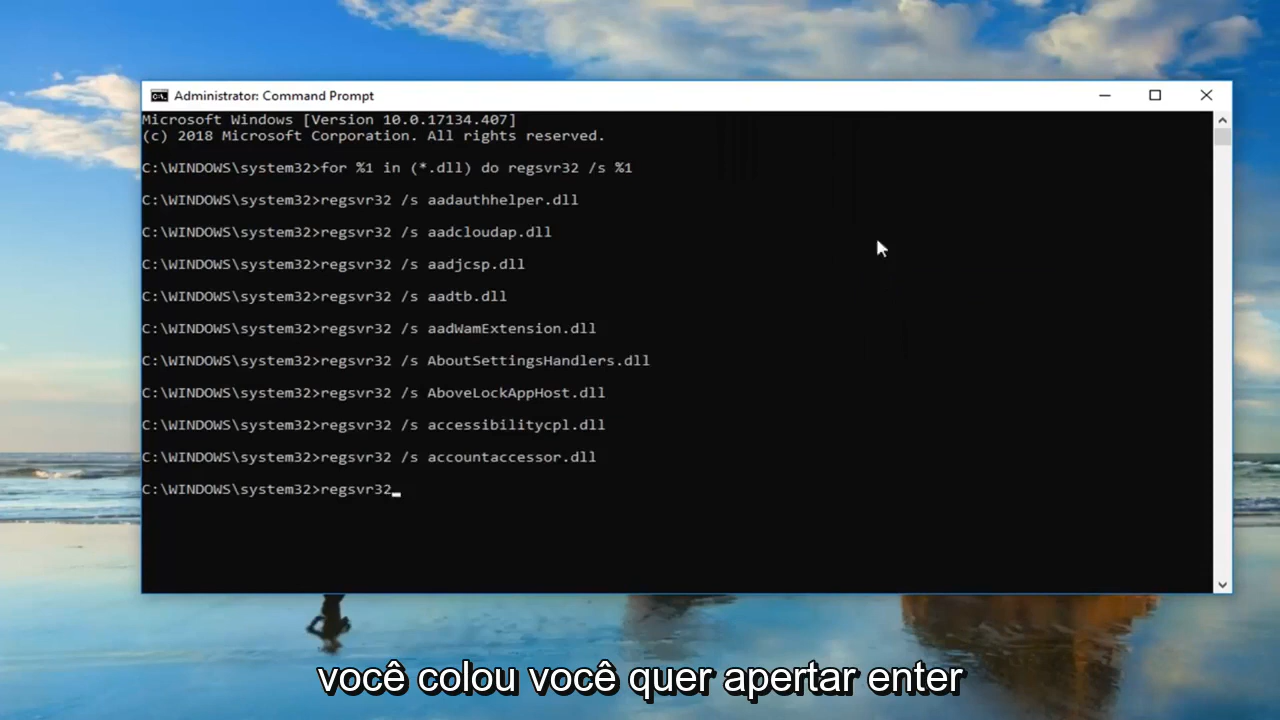 Administrator: Command Prompt
Microsoft Windows [Version 10.0.17134.407]
(c) 2018 Microsoft Corporation. All rights reserved.
C:\WINDOWS\system32>for %1 in (*.dll) do regsvr32 /s %1
C:\WINDOWS\system32>regsvr32 /s aadauthhelper.dll
C:\WINDOWS\system32>regsvr32 /s aadcloudap.dll
C:\WINDOWS\system32>regsvr32 /s aadjcsp.dll
C:\WINDOWS\system32>regsvr32 /s aadtb.dll
C:\WINDOWS\system32>regsvr32 /s aadWamExtension.dll
C:\WINDOWS\system32>regsvr32 /s AboutSettingsHandlers.dll
C:\WINDOWS\system32>regsvr32 /s AboveLockAppHost.dll
C:\WINDOWS\system32>regsvr32 /s accessibilitycpl.dll
C:\WINDOWS\system32>regsvr32 /s accountaccessor.dll
C:\WINDOWS\system32>regsvr32
você colou você quer apertar enter